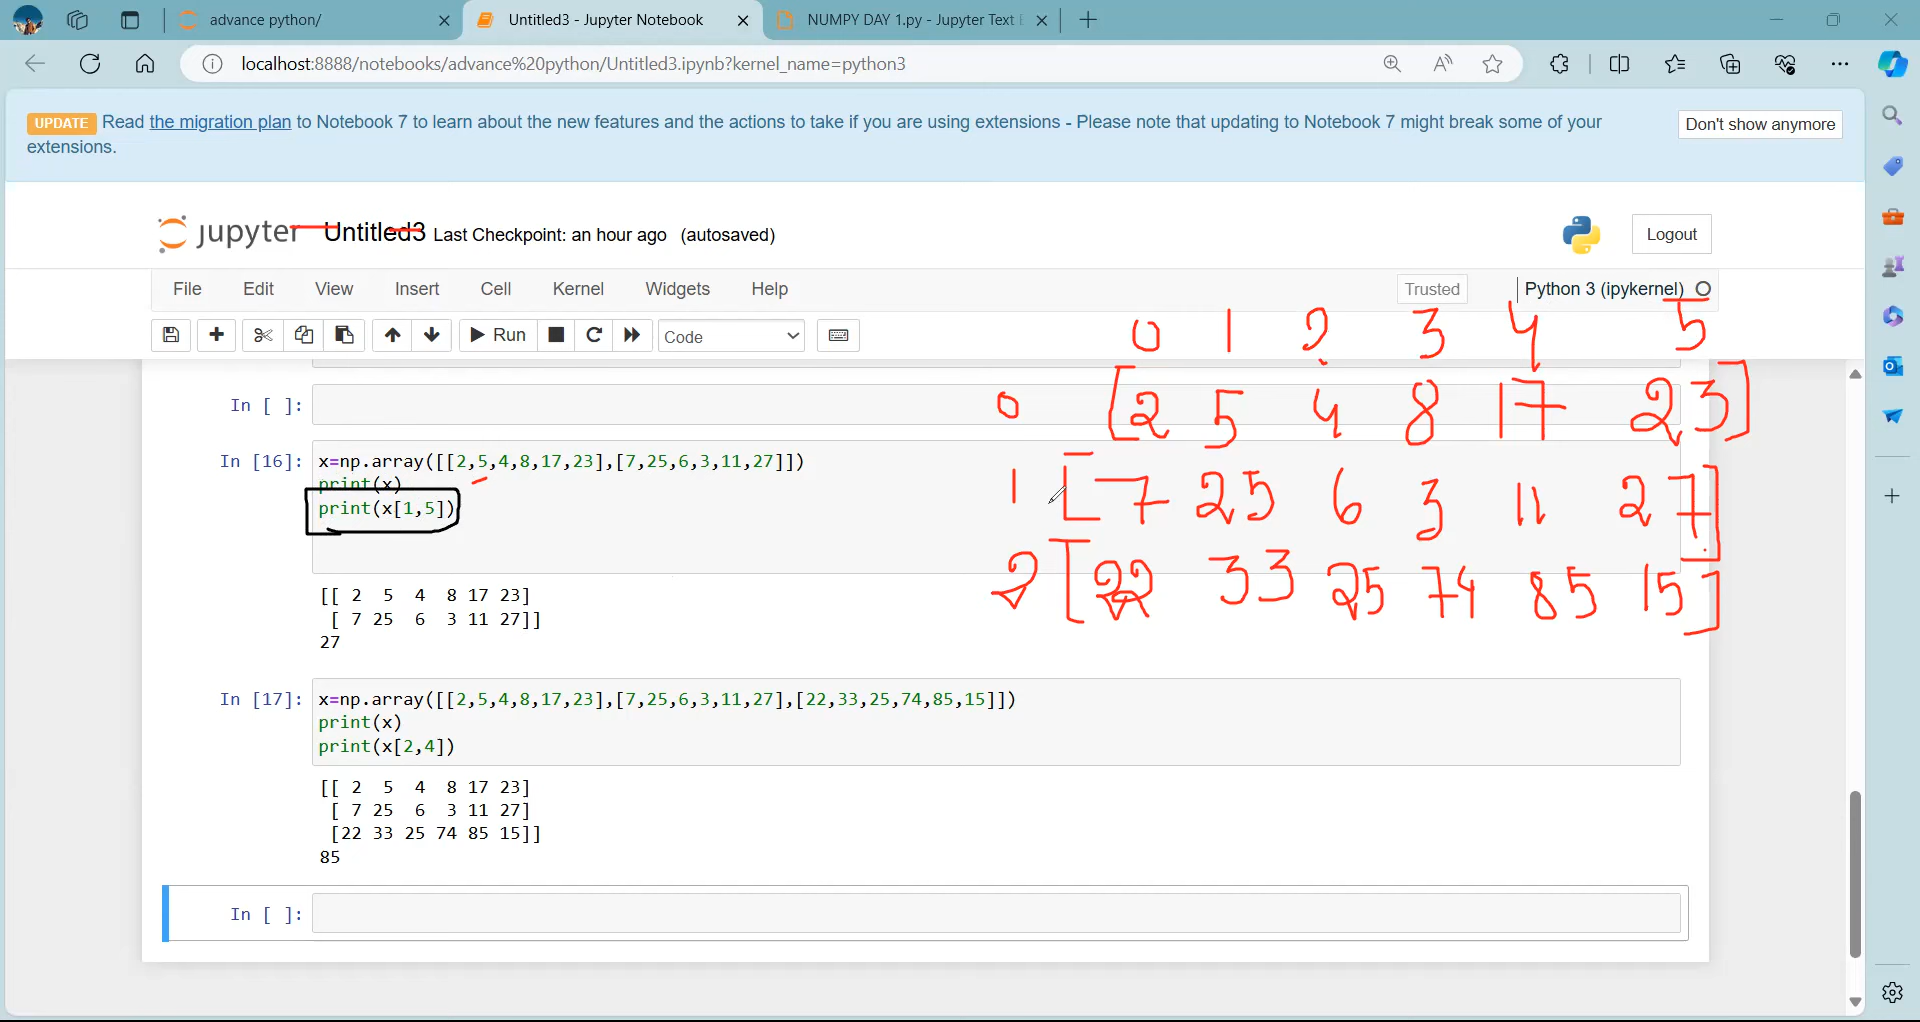 advance python/
Untitled3 - Jupyter Notebook
NUMPY DAY 1.py - Jupyter Text
localhost:8888/notebooks/advance%20python/Untitled3.ipynb?kernel_name=python3
UPDATE Read the migration plan to Notebook 7 to learn about the new features and the actions to take if you are using extensions - Please note that updating to Notebook 7 might break some of your
extensions.
Don't show anymore
jupyter Untitled3 Last Checkpoint: an hour ago (autosaved)
Logout
File Edit View Insert Cell Kernel Widgets Help
Trusted
Python 3 (ipykernel)
Run
Code
0 1 2 3 4 5
In [ ]:
0 [2 5 4 8 17 23]
In [16]: x=np.array([[2,5,4,8,17,23],[7,25,6,3,11,27]])
print(x)
print(x[1,5])
1 [7 25 6 3 11 27]
2 [22 33 25 74 85 15]
[[ 2 5 4 8 17 23]
[ 7 25 6 3 11 27]]
27
In [17]: x=np.array([[2,5,4,8,17,23],[7,25,6,3,11,27],[22,33,25,74,85,15]])
print(x)
print(x[2,4])
[[ 2 5 4 8 17 23]
[ 7 25 6 3 11 27]
[22 33 25 74 85 15]]
85
In [ ]: